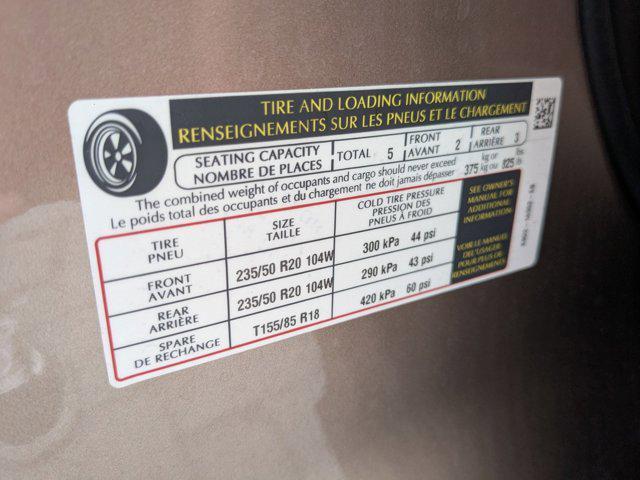 TIRE AND LOADING INFORMATION
RENSEIGNEMENTS SUR LES PNEUS ET LE CHARGEMENT
SEATING CAPACITY
NOMBRE DE PLACES
TOTAL 5
FRONT
AVANT 2
REAR
ARRIÈRE 3
The combined weight of occupants and cargo should never exceed
Le poids total des occupants et du chargement ne doit jamais dépasser
375 kg or
kg ou 825 lbs
lb
TIRE
PNEU
SIZE
TAILLE
COLD TIRE PRESSURE
PRESSION DES
PNEUS À FROID
SEE OWNER'S
MANUAL FOR
ADDITIONAL
INFORMATION
FRONT
AVANT
235/50 R20 104W
300 kPa 44 psi
REAR
ARRIÈRE
235/50 R20 104W
290 kPa 43 psi
SPARE
DE RECHANGE
T155/85 R18
420 kPa 60 psi
VOIR LE MANUEL
DE L'USAGER
POUR PLUS DE
RENSEIGNEMENTS